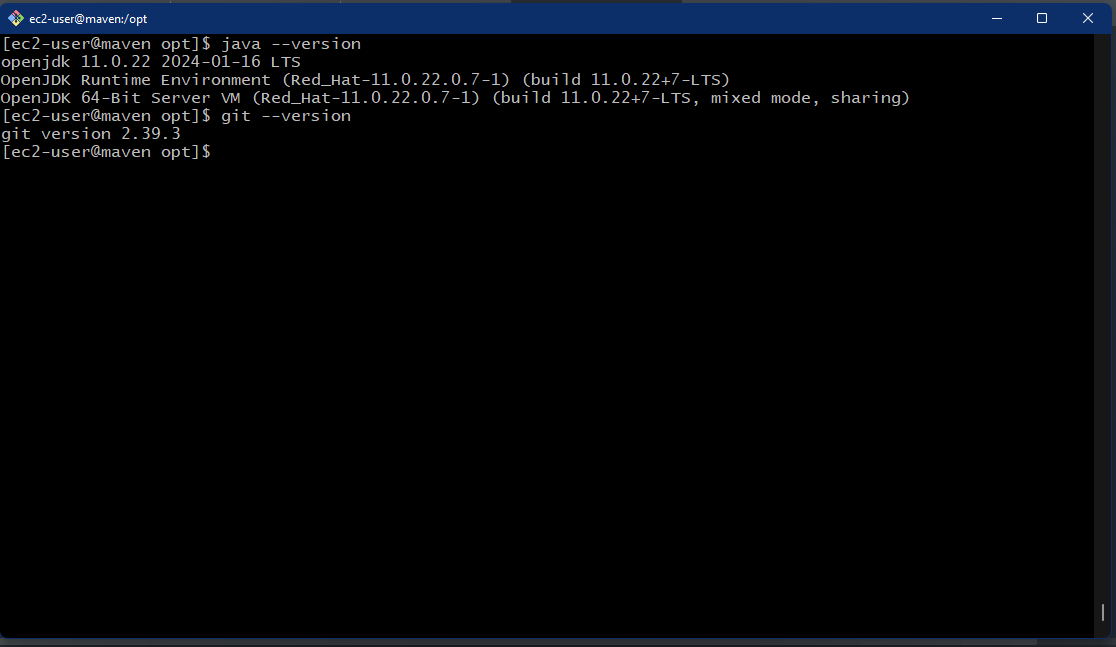 ec2-user@maven:/opt
[ec2-user@maven opt]$ java --version
openjdk 11.0.22 2024-01-16 LTS
OpenJDK Runtime Environment (Red_Hat-11.0.22.0.7-1) (build 11.0.22+7-LTS)
OpenJDK 64-Bit Server VM (Red_Hat-11.0.22.0.7-1) (build 11.0.22+7-LTS, mixed mode, sharing)
[ec2-user@maven opt]$ git --version
git version 2.39.3
[ec2-user@maven opt]$